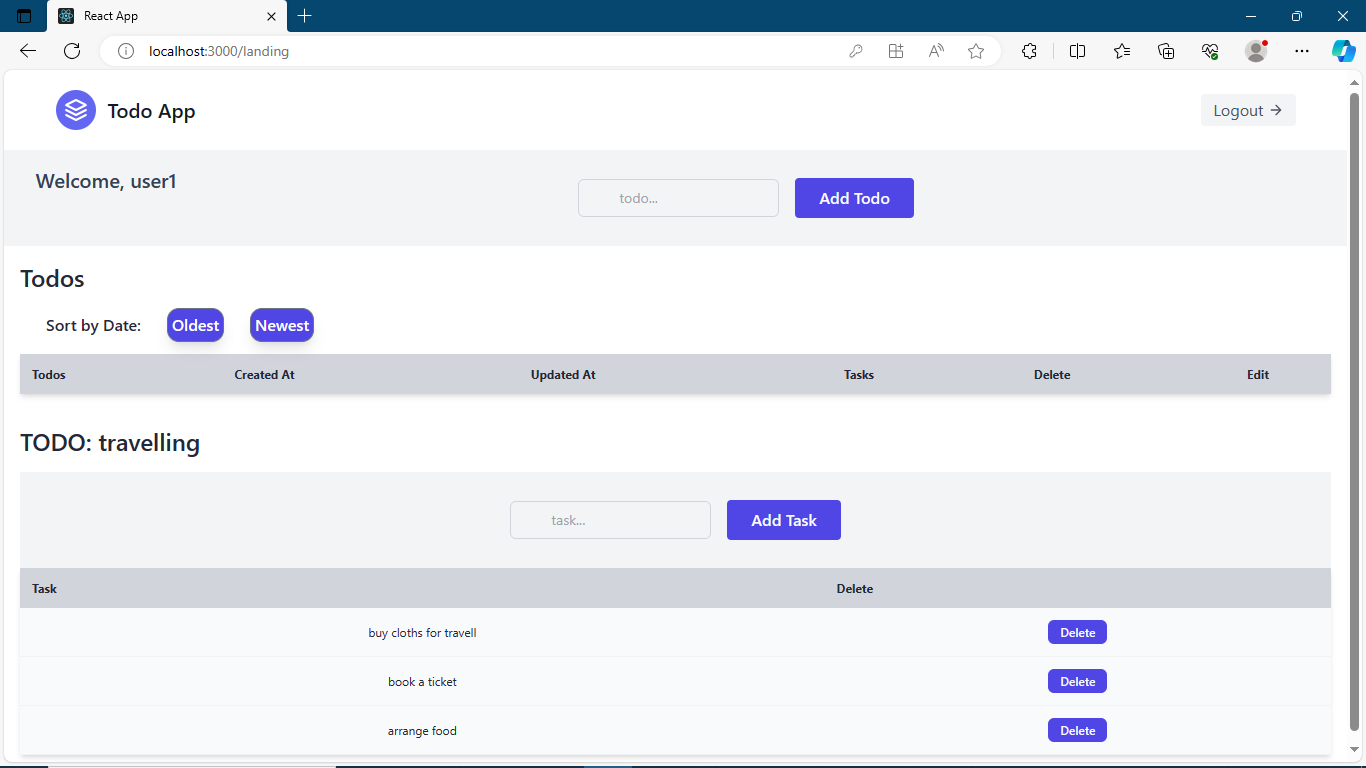 React App
localhost:3000/landing
Todo App
Logout →
Welcome, user1
todo...
Add Todo
Todos
Sort by Date: Oldest Newest
Todos Created At Updated At Tasks Delete Edit
TODO: travelling
task...
Add Task
Task Delete
buy cloths for travell Delete
book a ticket Delete
arrange food Delete